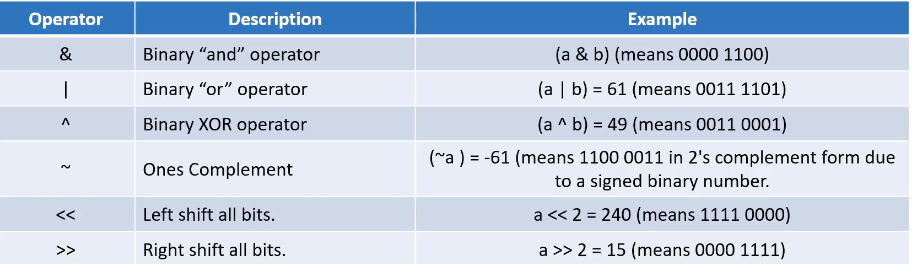 Operator Description Example
& Binary “and” operator (a & b) (means 0000 1100)
| Binary “or” operator (a | b) = 61 (means 0011 1101)
^ Binary XOR operator (a ^ b) = 49 (means 0011 0001)
~ Ones Complement (~a ) = -61 (means 1100 0011 in 2's complement form due
to a signed binary number.
<< Left shift all bits. a << 2 = 240 (means 1111 0000)
>> Right shift all bits. a >> 2 = 15 (means 0000 1111)